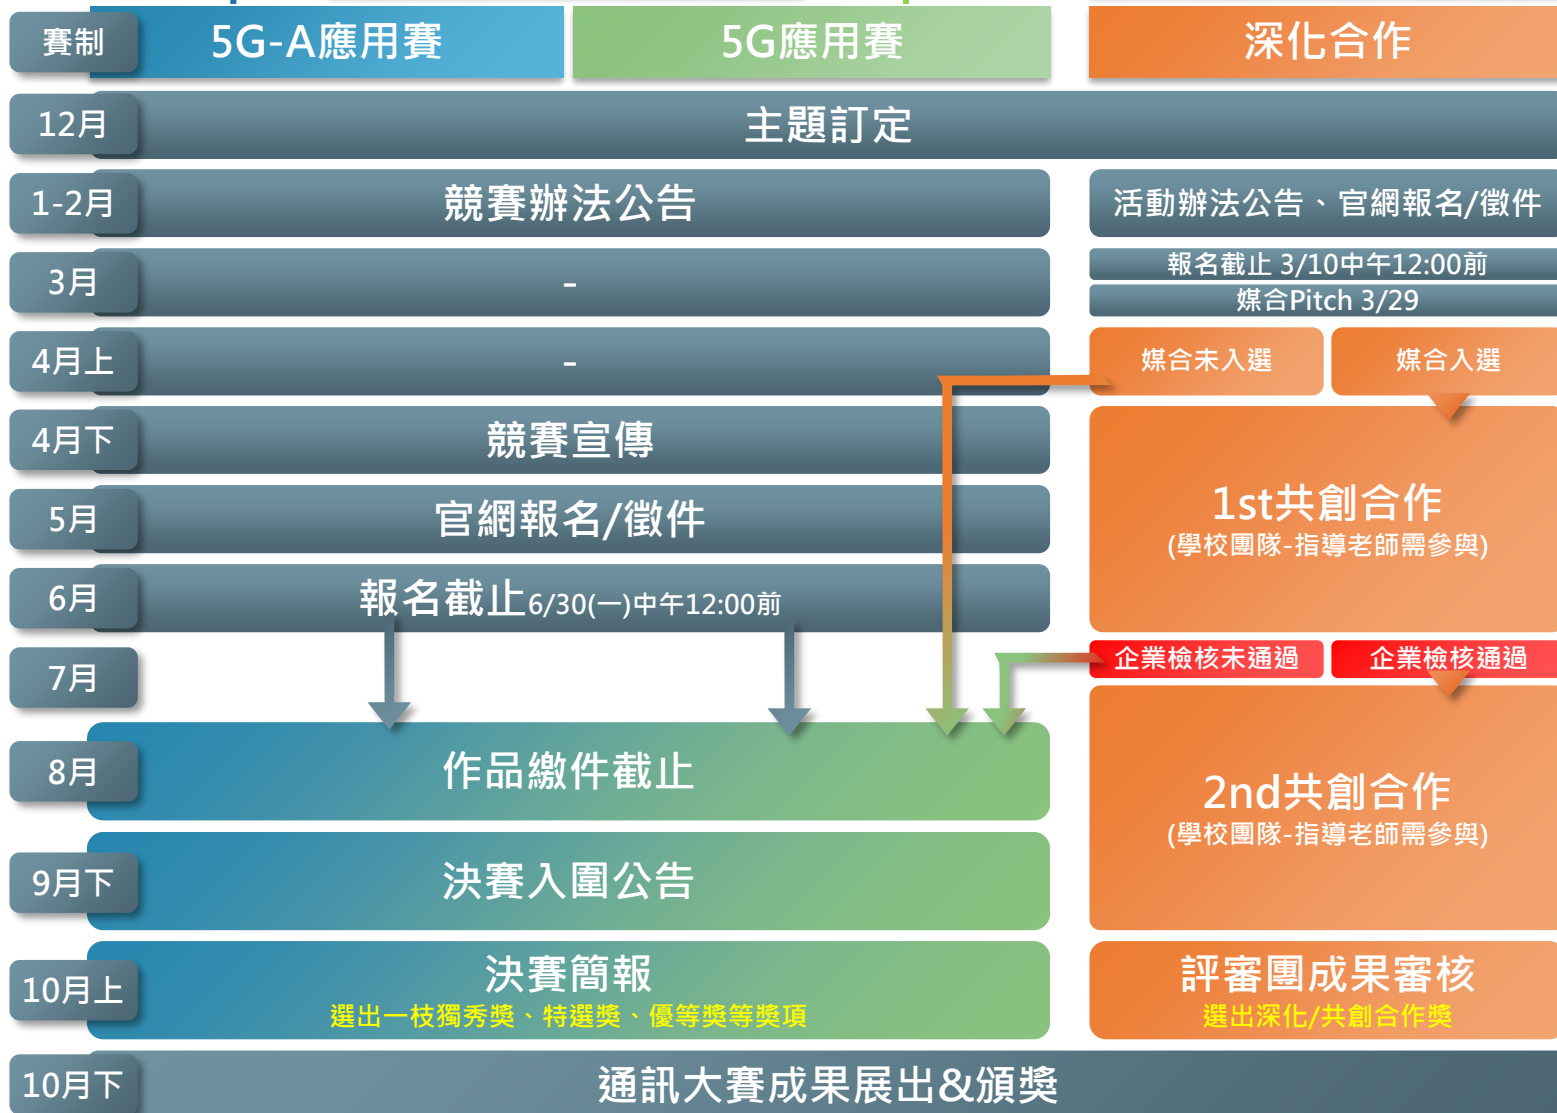 賽制
5G-A應用賽
5G應用賽
深化合作
12月
主題訂定
1-2月
競賽辦法公告
活動辦法公告、官網報名/徵件
3月
-
報名截止 3/10中午12:00前
媒合Pitch 3/29
4月上
-
媒合未入選
媒合入選
4月下
競賽宣傳
1st共創合作
(學校團隊-指導老師需參與)
5月
官網報名/徵件
6月
報名截止6/30(一)中午12:00前
7月
企業檢核未通過
企業檢核通過
8月
作品繳件截止
2nd共創合作
(學校團隊-指導老師需參與)
9月下
決賽入圍公告
10月上
決賽簡報
選出一枝獨秀獎、特選獎、優等獎等獎項
評審團成果審核
選出深化/共創合作獎
10月下
通訊大賽成果展出&頒獎